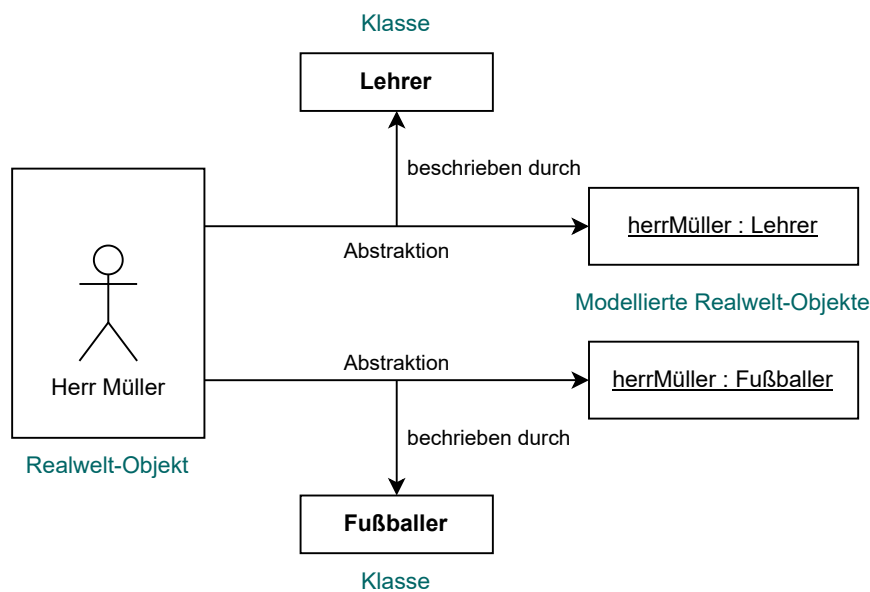 Klasse
Lehrer
beschrieben durch
herrMüller : Lehrer
Abstraktion
Modellierte Realwelt-Objekte
Abstraktion
herrMüller : Fußballer
Herr Müller
bechrieben durch
Realwelt-Objekt
Fußballer
Klasse